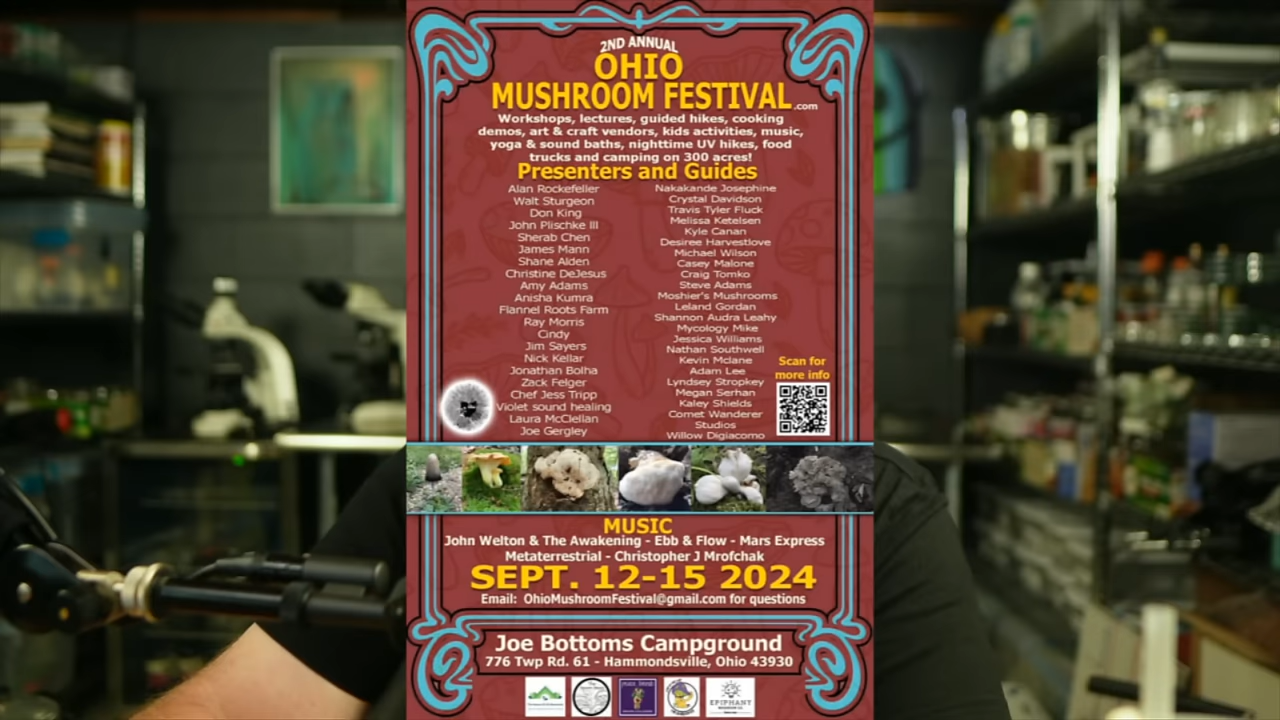 2ND ANNUAL
OHIO
MUSHROOM FESTIVAL.com
Workshops, lectures, guided hikes, cooking
demos, art & craft vendors, kids activities, music,
yoga & sound baths, nighttime UV hikes, food
trucks and camping on 300 acres!
Presenters and Guides
Alan Rockefeller
Walt Sturgeon
Don King
John Plischke III
Sherab Chen
James Mann
Shane Alden
Christine DeJesus
Amy Adams
Anisha Kumra
Flannel Roots Farm
Ray Morris
Cindy
Jim Sayers
Nick Kellar
Jonathan Bolha
Zack Felger
Chef Jess Tripp
Violet sound healing
Laura McClellan
Joe Gergley
Nakakande Josephine
Crystal Davidson
Travis Tyler Fluck
Melissa Ketelsen
Kyle Canan
Desiree Harvestlove
Michael Wilson
Casey Malone
Craig Tomko
Steve Adams
Moshier's Mushrooms
Leland Gordan
Shannon Audra Leahy
Mycology Mike
Jessica Williams
Nathan Southwell
Kevin Mclane
Adam Lee
Lyndsey Stropkey
Megan Serhan
Kaley Shields
Comet Wanderer
Studios
Willow Digiacomo
Scan for
more info
MUSIC
John Welton & The Awakening - Ebb & Flow - Mars Express
Metaterrestrial - Christopher J Mrofchak
SEPT. 12-15 2024
Email: OhioMushroomFestival@gmail.com for questions
Joe Bottoms Campground
776 Twp Rd. 61 - Hammondsville, Ohio 43930
EPIPHANY